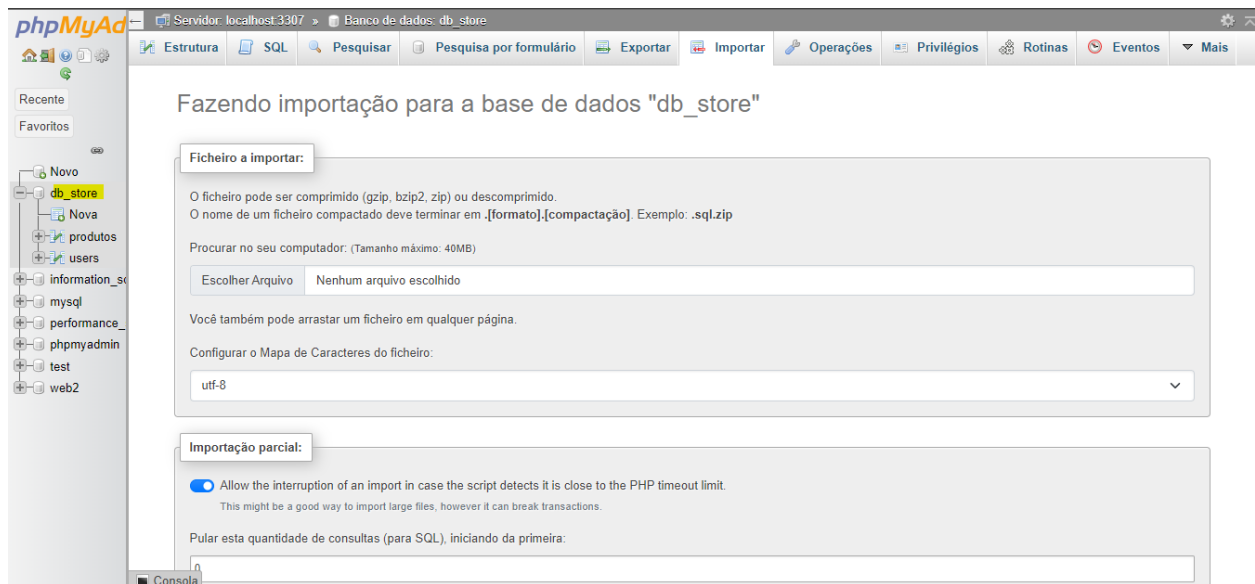 phpMyAd
Servidor: localhost:3307 » Banco de dados: db_store
Estrutura SQL Pesquisar Pesquisa por formulário Exportar Importar Operações Privilégios Rotinas Eventos Mais
Recente
Favoritos
Novo
db_store
Nova
produtos
users
information_sc
mysql
performance_
phpmyadmin
test
web2
Fazendo importação para a base de dados "db_store"
Ficheiro a importar:
O ficheiro pode ser comprimido (gzip, bzip2, zip) ou descomprimido.
O nome de um ficheiro compactado deve terminar em .[formato].[compactação]. Exemplo: .sql.zip
Procurar no seu computador: (Tamanho máximo: 40MB)
Escolher Arquivo Nenhum arquivo escolhido
Você também pode arrastar um ficheiro em qualquer página.
Configurar o Mapa de Caracteres do ficheiro:
utf-8
Importação parcial:
Allow the interruption of an import in case the script detects it is close to the PHP timeout limit.
This might be a good way to import large files, however it can break transactions.
Pular esta quantidade de consultas (para SQL), iniciando da primeira:
0
Consola